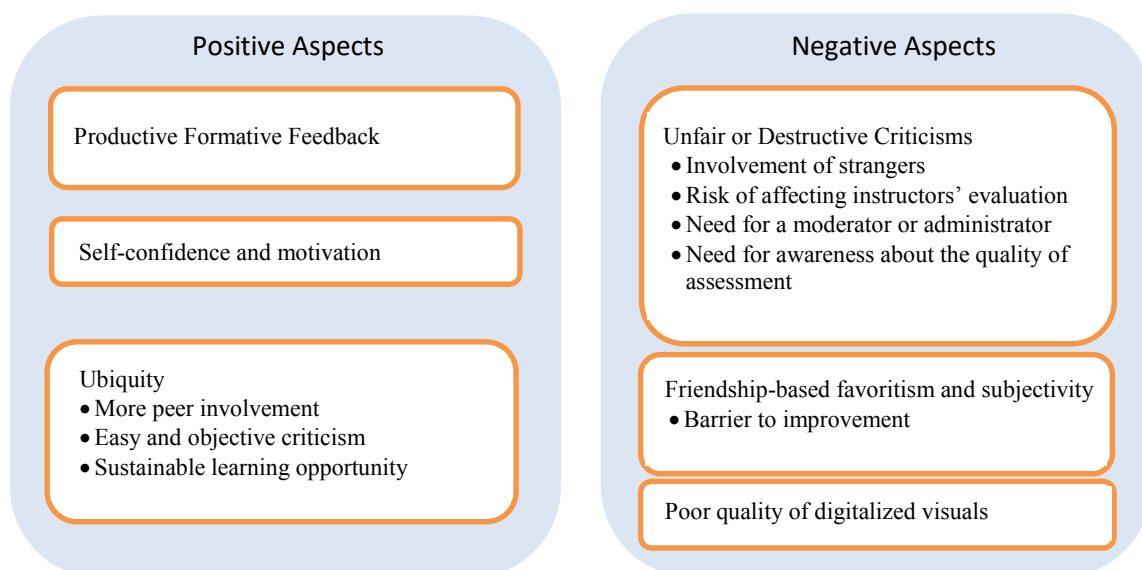 Positive Aspects
Productive Formative Feedback
Self-confidence and motivation
Ubiquity
• More peer involvement
• Easy and objective criticism
• Sustainable learning opportunity
Negative Aspects
Unfair or Destructive Criticisms
• Involvement of strangers
• Risk of affecting instructors’ evaluation
• Need for a moderator or administrator
• Need for awareness about the quality of
assessment
Friendship-based favoritism and subjectivity
• Barrier to improvement
Poor quality of digitalized visuals